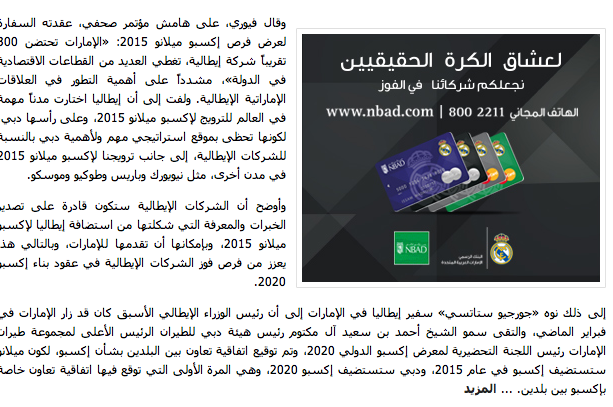 وقال فيوري، على هامش مؤتمر صحفي، عقدته السفارة
لعرض فرص إكسبو ميلانو 2015: «الإمارات تحتضن 300
تقريباً شركة إيطالية، تغطي العديد من القطاعات الاقتصادية
في الدولة»، مشدداً على أهمية التطور في العلاقات
الإماراتية الإيطالية. ولفت إلى أن إيطاليا اختارت مدناً مهمة
في العالم للترويج لإكسبو ميلانو 2015، وعلى رأسها دبي،
لكونها تحظى بموقع استراتيجي مهم ولأهمية دبي بالنسبة
للشركات الإيطالية، إلى جانب ترويجنا لإكسبو ميلانو 2015
في مدن أخرى، مثل نيويورك وباريس وطوكيو وموسكو.
وأوضح أن الشركات الإيطالية ستكون قادرة على تصدير
الخبرات والمعرفة التي شكلتها من استضافة إيطاليا لإكسبو
ميلانو 2015، وبإمكانها أن تقدمها للإمارات، وبالتالي هذا
يعزز من فرص فوز الشركات الإيطالية في عقود بناء إكسبو
2020.
لعشاق الكرة الحقيقيين
نجعلكم شركائنا في الفوز
الهاتف المجاني 2211 800 | www.nbad.com
NBAD
NBAD
البنك الرسمي
الإمارات العربية المتحدة
إلى ذلك نوه «جورجيو ستاتسي» سفير إيطاليا في الإمارات إلى أن رئيس الوزراء الإيطالي الأسبق كان قد زار الإمارات في
فبراير الماضي، والتقى سمو الشيخ أحمد بن سعيد آل مكتوم رئيس هيئة دبي للطيران الرئيس الأعلى لمجموعة طيران
الإمارات رئيس اللجنة التحضيرية لمعرض إكسبو الدولي 2020، وتم توقيع اتفاقية تعاون بين البلدين بشأن إكسبو، لكون ميلانو
ستستضيف إكسبو في عام 2015، ودبي ستستضيف إكسبو 2020، وهي المرة الأولى التي توقع فيها اتفاقية تعاون خاصة
بإكسبو بين بلدين. ... المزيد